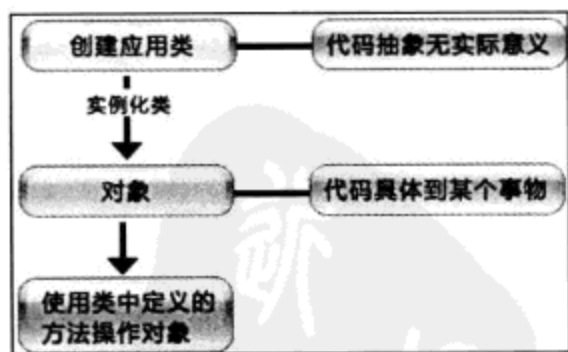 创建应用类
代码抽象无实际意义
实例化类
对象
代码具体到某个事物
使用类中定义的
方法操作对象